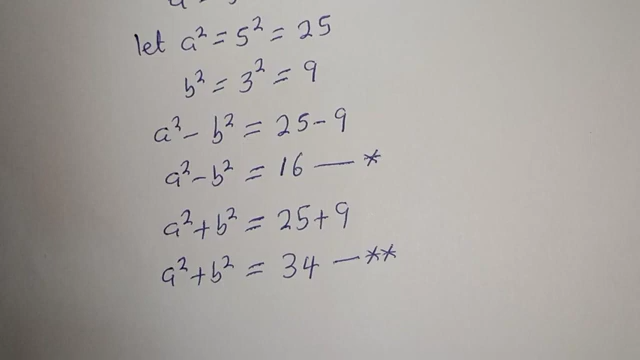 let a² = 5² = 25
b² = 3² = 9
a² - b² = 25 - 9
a² - b² = 16 — *
a² + b² = 25 + 9
a² + b² = 34 — **